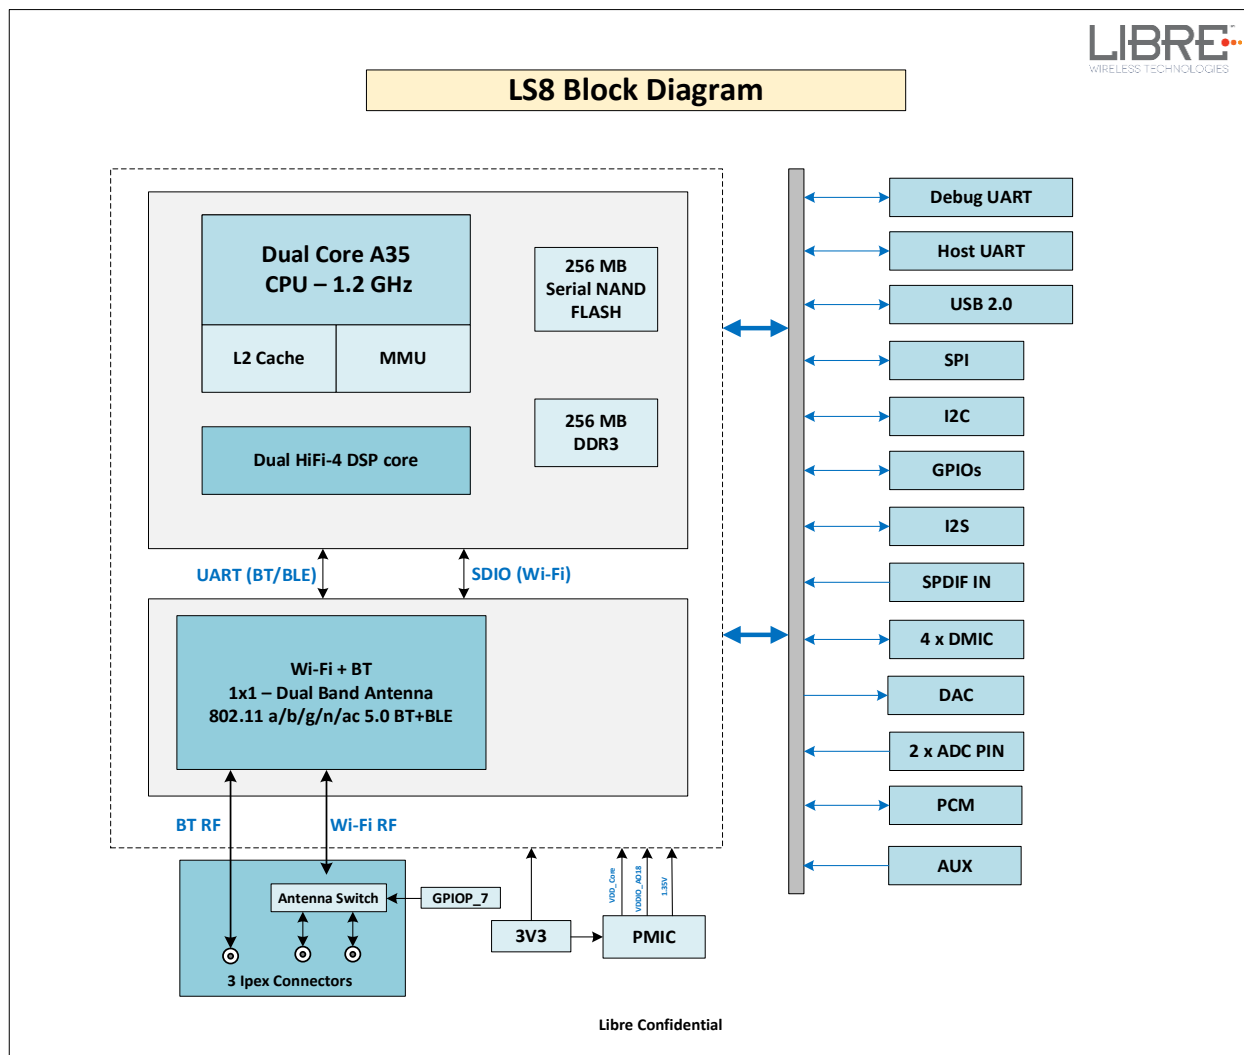 LIBRE
WIRELESS TECHNOLOGIES
LS8 Block Diagram
Dual Core A35
CPU – 1.2 GHz
L2 Cache
MMU
Dual HiFi-4 DSP core
256 MB
Serial NAND
FLASH
256 MB
DDR3
UART (BT/BLE)
SDIO (Wi-Fi)
Wi-Fi + BT
1x1 – Dual Band Antenna
802.11 a/b/g/n/ac 5.0 BT+BLE
BT RF
Wi-Fi RF
Antenna Switch
GPIOP_7
3 Ipex Connectors
3V3
PMIC
VDD_Core
VDDIO_AO18
1.35V
Debug UART
Host UART
USB 2.0
SPI
I2C
GPIOs
I2S
SPDIF IN
4 x DMIC
DAC
2 x ADC PIN
PCM
AUX
Libre Confidential